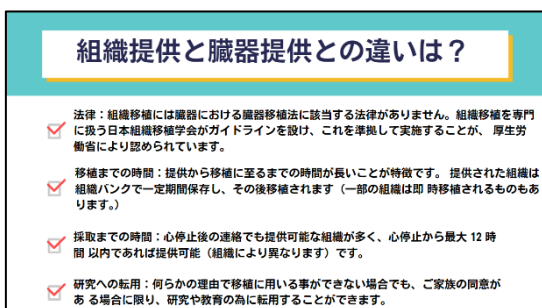 組織提供と臓器提供との違いは？
法律：組織移植には臓器における臓器移植法に該当する法律がありません。組織移植を専門
に扱う日本組織移植学会がガイドラインを設け、これを準拠して実施することが、 厚生労
働省により認められています。
移植までの時間：提供から移植に至るまでの時間が長いことが特徴です。 提供された組織は
組織バンクで一定期間保存し、その後移植されます（一部の組織は即 時移植されるものもあ
ります。）
採取までの時間：心停止後の連絡でも提供可能な組織が多く、心停止から最大 12 時
間 以内であれば提供可能（組織により異なります）です。
研究への転用：何らかの理由で移植に用いる事ができない場合でも、ご家族の同意が
あ る場合に限り、研究や教育の為に転用することができます。